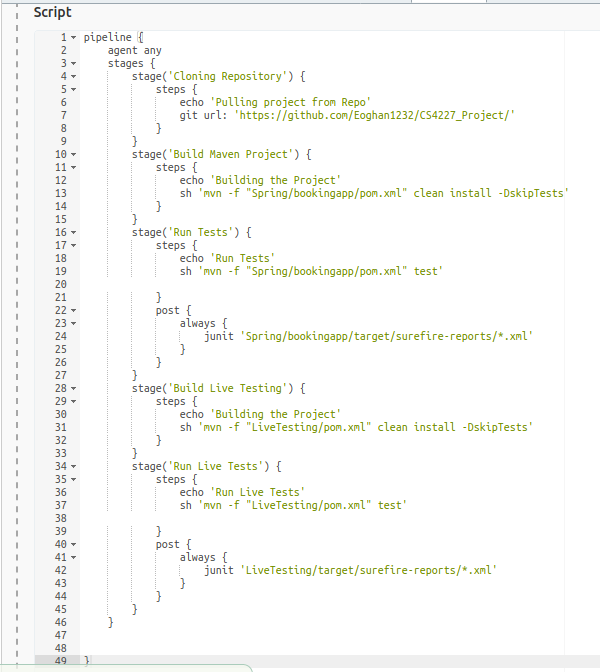 Script
1 pipeline {
2     agent any
3     stages {
4         stage('Cloning Repository') {
5             steps {
6                 echo 'Pulling project from Repo'
7                 git url: 'https://github.com/Eoghan1232/CS4227_Project/'
8             }
9         }
10         stage('Build Maven Project') {
11             steps {
12                 echo 'Building the Project'
13                 sh 'mvn -f "Spring/bookingapp/pom.xml" clean install -DskipTests'
14             }
15         }
16         stage('Run Tests') {
17             steps {
18                 echo 'Run Tests'
19                 sh 'mvn -f "Spring/bookingapp/pom.xml" test'
20
21             }
22             post {
23                 always {
24                     junit 'Spring/bookingapp/target/surefire-reports/*.xml'
25                 }
26             }
27         }
28         stage('Build Live Testing') {
29             steps {
30                 echo 'Building the Project'
31                 sh 'mvn -f "LiveTesting/pom.xml" clean install -DskipTests'
32             }
33         }
34         stage('Run Live Tests') {
35             steps {
36                 echo 'Run Live Tests'
37                 sh 'mvn -f "LiveTesting/pom.xml" test'
38
39             }
40             post {
41                 always {
42                     junit 'LiveTesting/target/surefire-reports/*.xml'
43                 }
44             }
45         }
46     }
47
48
49 }